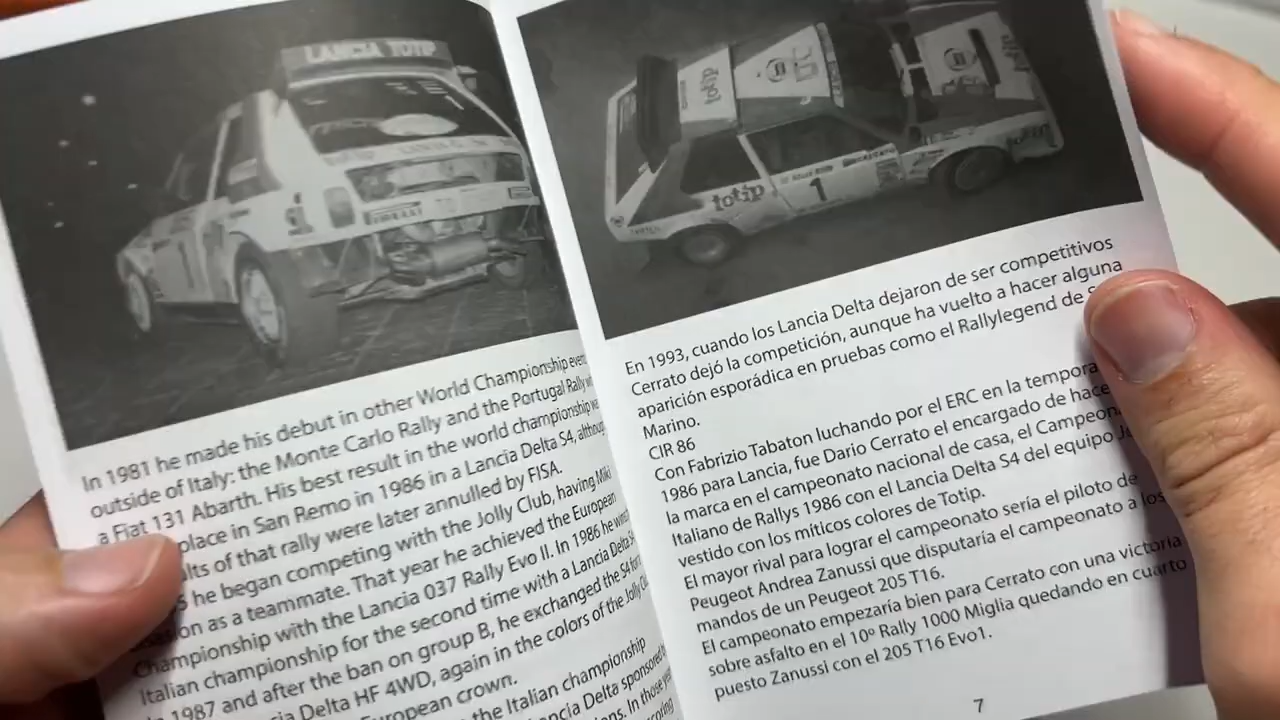 LANCIA TOTIP
PIRELLI
In 1981 he made his debut in other World Championship
outside of Italy: the Monte Carlo Rally and the Portugal Rally
a Fiat 131 Abarth. His best result in the world championship
place in San Remo in 1986 in a Lancia Delta S4,
of that rally were later annulled by FISA.
he began competing with the Jolly Club, having Miki
as a teammate. That year he achieved the European
Championship with the Lancia 037 Rally Evo II. In 1986 he
Italian championship for the second time with a Lancia Delta
1987 and after the ban on group B, he exchanged the S4 for
Delta HF 4WD, again in the colors of the Jolly
European crown.
the Italian championship
Delta sponsored
In those
totip
totip
1
En 1993, cuando los Lancia Delta dejaron de ser competitivos
Cerrato dejó la competición, aunque ha vuelto a hacer alguna
aparición esporádica en pruebas como el Rallylegend de
Marino.
CIR 86
Con Fabrizio Tabaton luchando por el ERC en la
1986 para Lancia, fue Dario Cerrato el encargado de
la marca en el campeonato nacional de casa, el
Italiano de Rallys 1986 con el Lancia Delta S4 del equipo
vestido con los míticos colores de Totip.
El mayor rival para lograr el campeonato sería el piloto de
Peugeot Andrea Zanussi que disputaría el campeonato a los
mandos de un Peugeot 205 T16.
El campeonato empezaría bien para Cerrato con una victoria
sobre asfalto en el 10º Rally 1000 Miglia quedando en cuarto
puesto Zanussi con el 205 T16 Evo1.
7